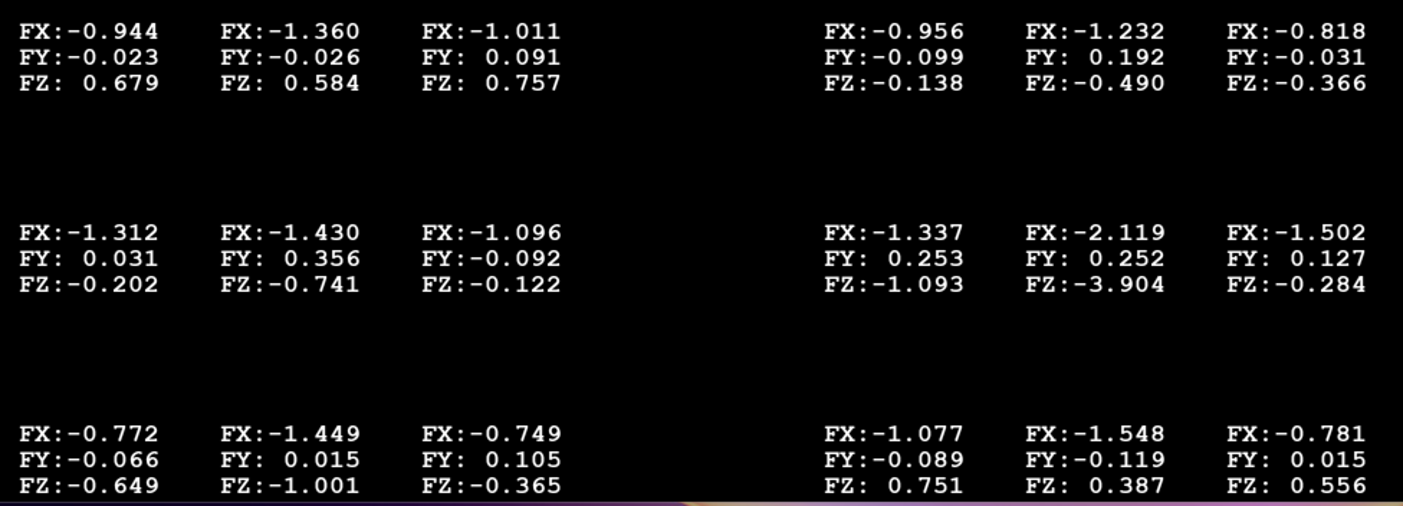 FX:-0.944 FX:-1.360 FX:-1.011 FX:-0.956 FX:-1.232 FX:-0.818
FY:-0.023 FY:-0.026 FY: 0.091 FY:-0.099 FY: 0.192 FY:-0.031
FZ: 0.679 FZ: 0.584 FZ: 0.757 FZ:-0.138 FZ:-0.490 FZ:-0.366
FX:-1.312 FX:-1.430 FX:-1.096 FX:-1.337 FX:-2.119 FX:-1.502
FY: 0.031 FY: 0.356 FY:-0.092 FY: 0.253 FY: 0.252 FY: 0.127
FZ:-0.202 FZ:-0.741 FZ:-0.122 FZ:-1.093 FZ:-3.904 FZ:-0.284
FX:-0.772 FX:-1.449 FX:-0.749 FX:-1.077 FX:-1.548 FX:-0.781
FY:-0.066 FY: 0.015 FY: 0.105 FY:-0.089 FY:-0.119 FY: 0.015
FZ:-0.649 FZ:-1.001 FZ:-0.365 FZ: 0.751 FZ: 0.387 FZ: 0.556